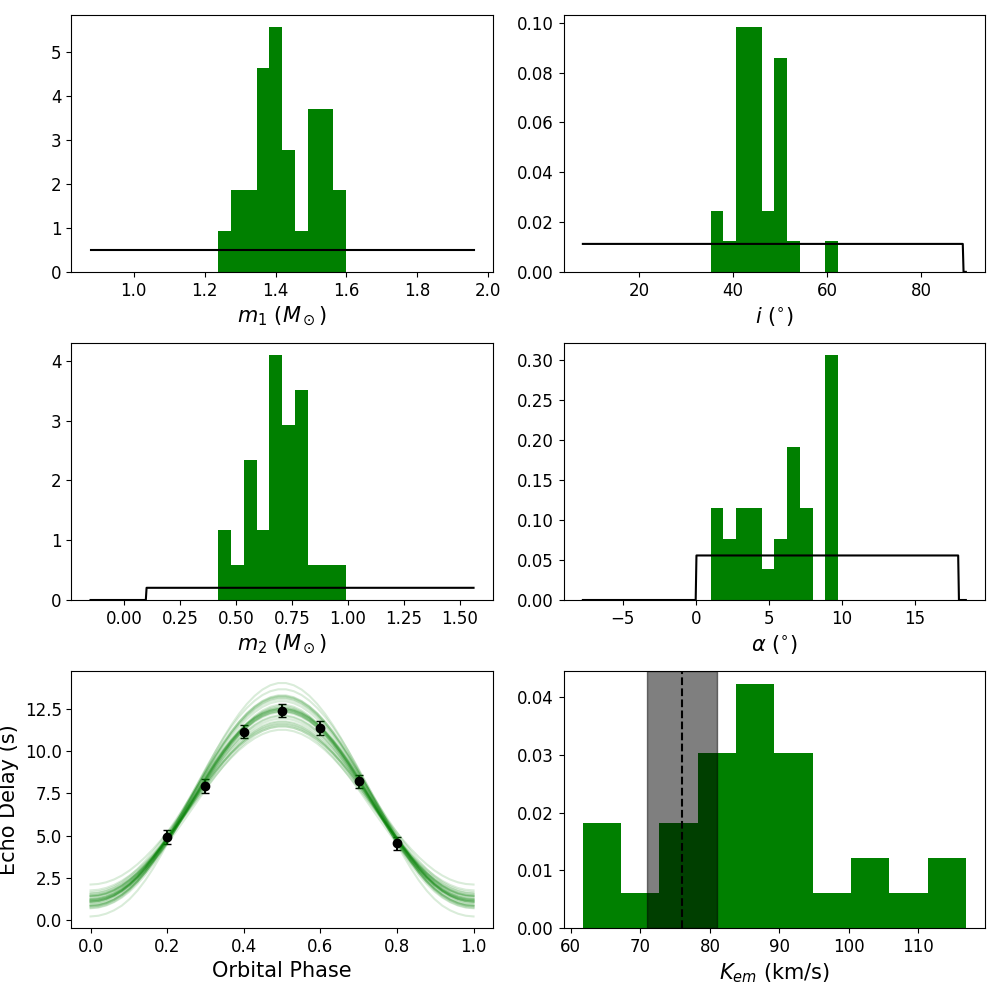 5
4
3
2
1
0
1.0 1.2 1.4 1.6 1.8 2.0
m₁ (M⊙)
0.10
0.08
0.06
0.04
0.02
0.00
20 40 60 80
i (°)
4
3
2
1
0
0.00 0.25 0.50 0.75 1.00 1.25 1.50
m₂ (M⊙)
0.30
0.25
0.20
0.15
0.10
0.05
0.00
−5 0 5 10 15
α (°)
Echo Delay (s)
12.5
10.0
7.5
5.0
2.5
0.0
0.0 0.2 0.4 0.6 0.8 1.0
Orbital Phase
0.04
0.03
0.02
0.01
0.00
60 70 80 90 100 110
Kₑₘ (km/s)